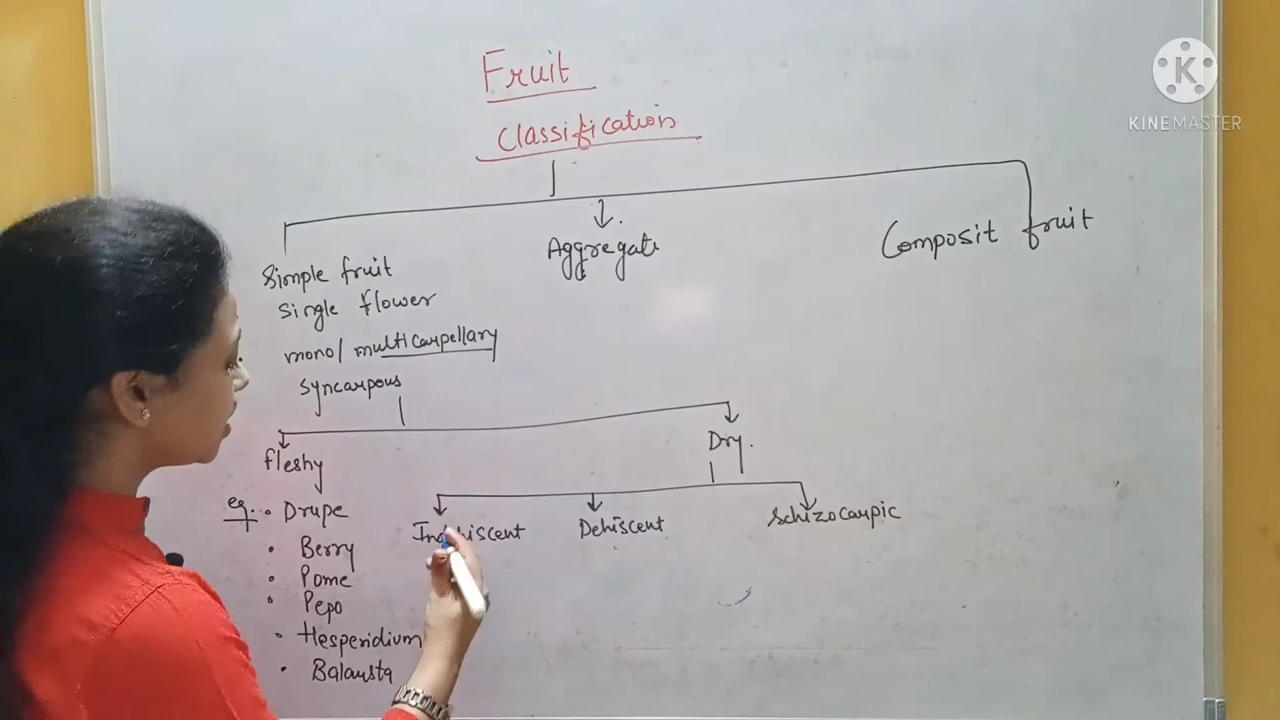 Fruit
Classification
Simple fruit
Single flower
mono/ multicarpellary
Syncarpous
Aggregate
Composit fruit
Fleshy
Dry.
eg. • Drupe
• Berry
• Pome
• Pepo
• Hesperidium
• Balausta
Dehiscent
Schizocarpic
K
KINEMASTER